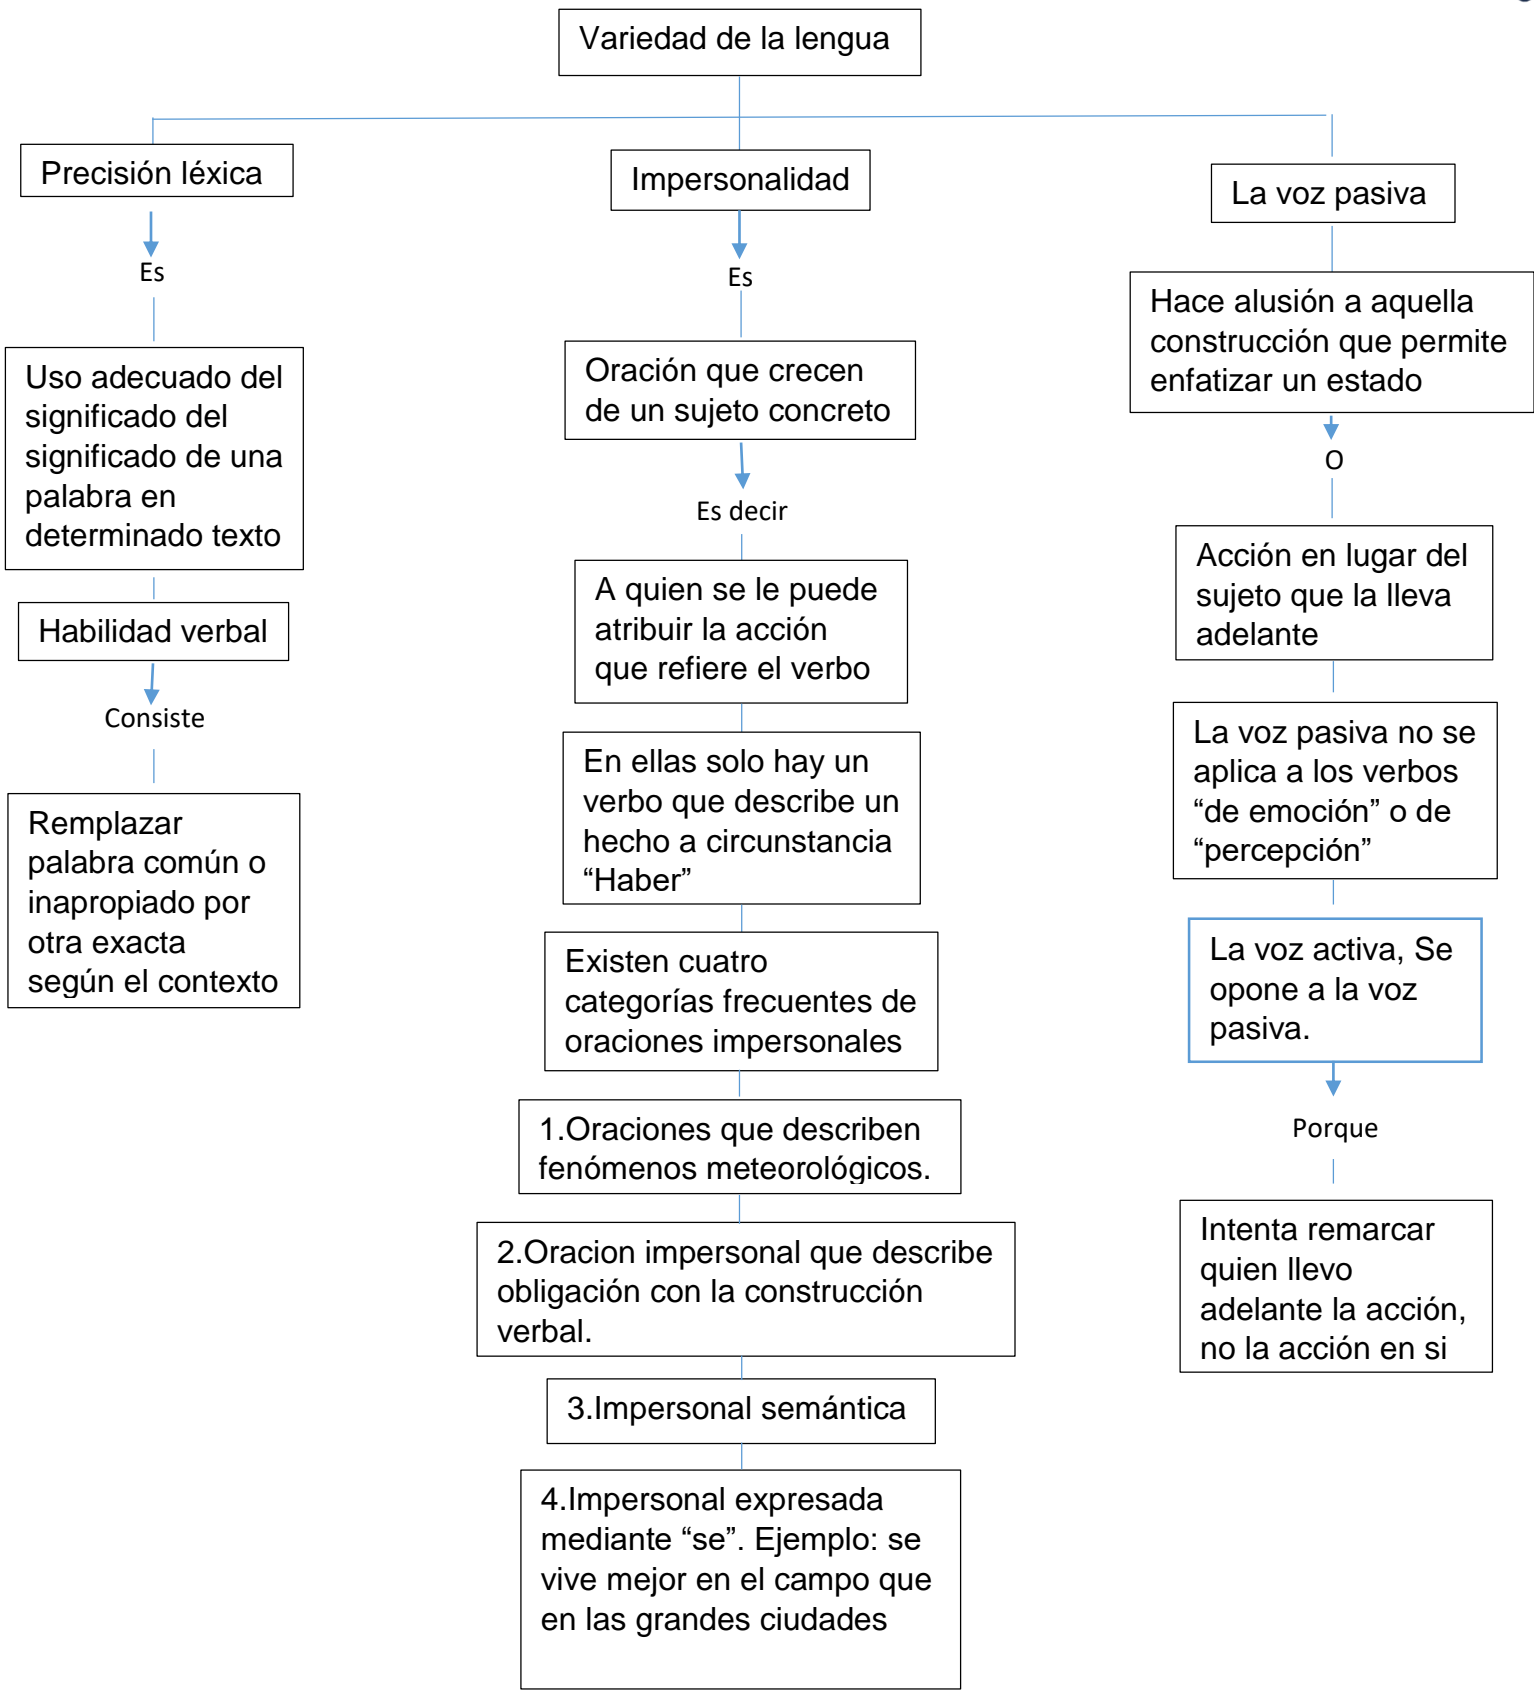 Variedad de la lengua
Precisión léxica
Es
Uso adecuado del
significado del
significado de una
palabra en
determinado texto
Habilidad verbal
Consiste
Remplazar
palabra común o
inapropiado por
otra exacta
según el contexto
Impersonalidad
Es
Oración que crecen
de un sujeto concreto
Es decir
A quien se le puede
atribuir la acción
que refiere el verbo
En ellas solo hay un
verbo que describe un
hecho a circunstancia
“Haber”
Existen cuatro
categorías frecuentes de
oraciones impersonales
1.Oraciones que describen
fenómenos meteorológicos.
2.Oracion impersonal que describe
obligación con la construcción
verbal.
3.Impersonal semántica
4.Impersonal expresada
mediante “se”. Ejemplo: se
vive mejor en el campo que
en las grandes ciudades
La voz pasiva
Hace alusión a aquella
construcción que permite
enfatizar un estado
O
Acción en lugar del
sujeto que la lleva
adelante
La voz pasiva no se
aplica a los verbos
“de emoción” o de
“percepción”
La voz activa, Se
opone a la voz
pasiva.
Porque
Intenta remarcar
quien llevo
adelante la acción,
no la acción en si